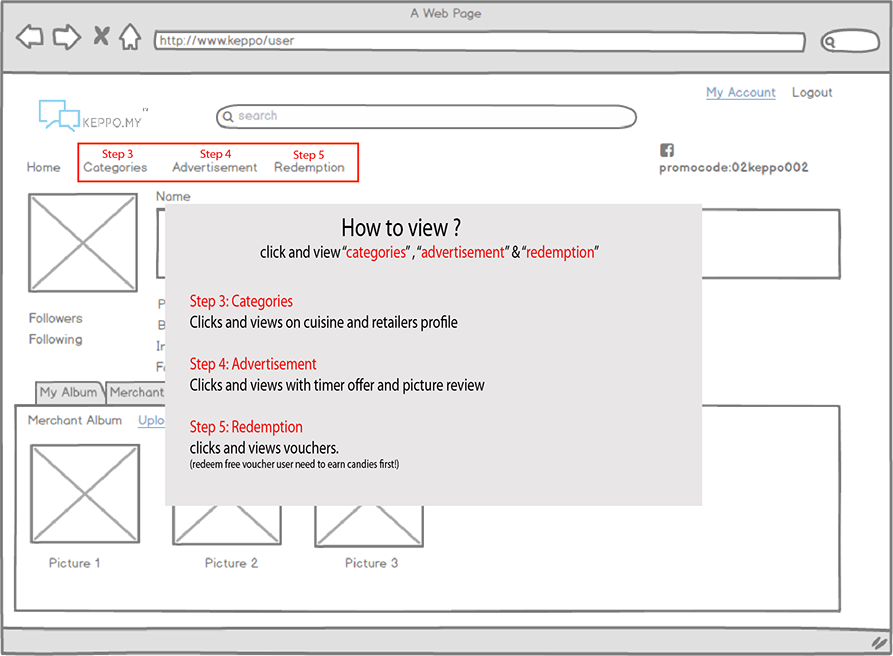 A Web Page
http://www.keppo/user
My Account Logout
KEPPO.MY
search
Step 3 Step 4 Step 5
Home Categories Advertisement Redemption
promocode:02keppo002
Name
How to view ?
click and view “categories”, “advertisement” & “redemption”
Step 3: Categories
Clicks and views on cuisine and retailers profile
Followers
Following
Step 4: Advertisement
Clicks and views with timer offer and picture review
My Album Merchant
Merchant Album Uplo
Step 5: Redemption
clicks and views vouchers.
(redeem free voucher user need to earn candies first!)
Picture 1 Picture 2 Picture 3